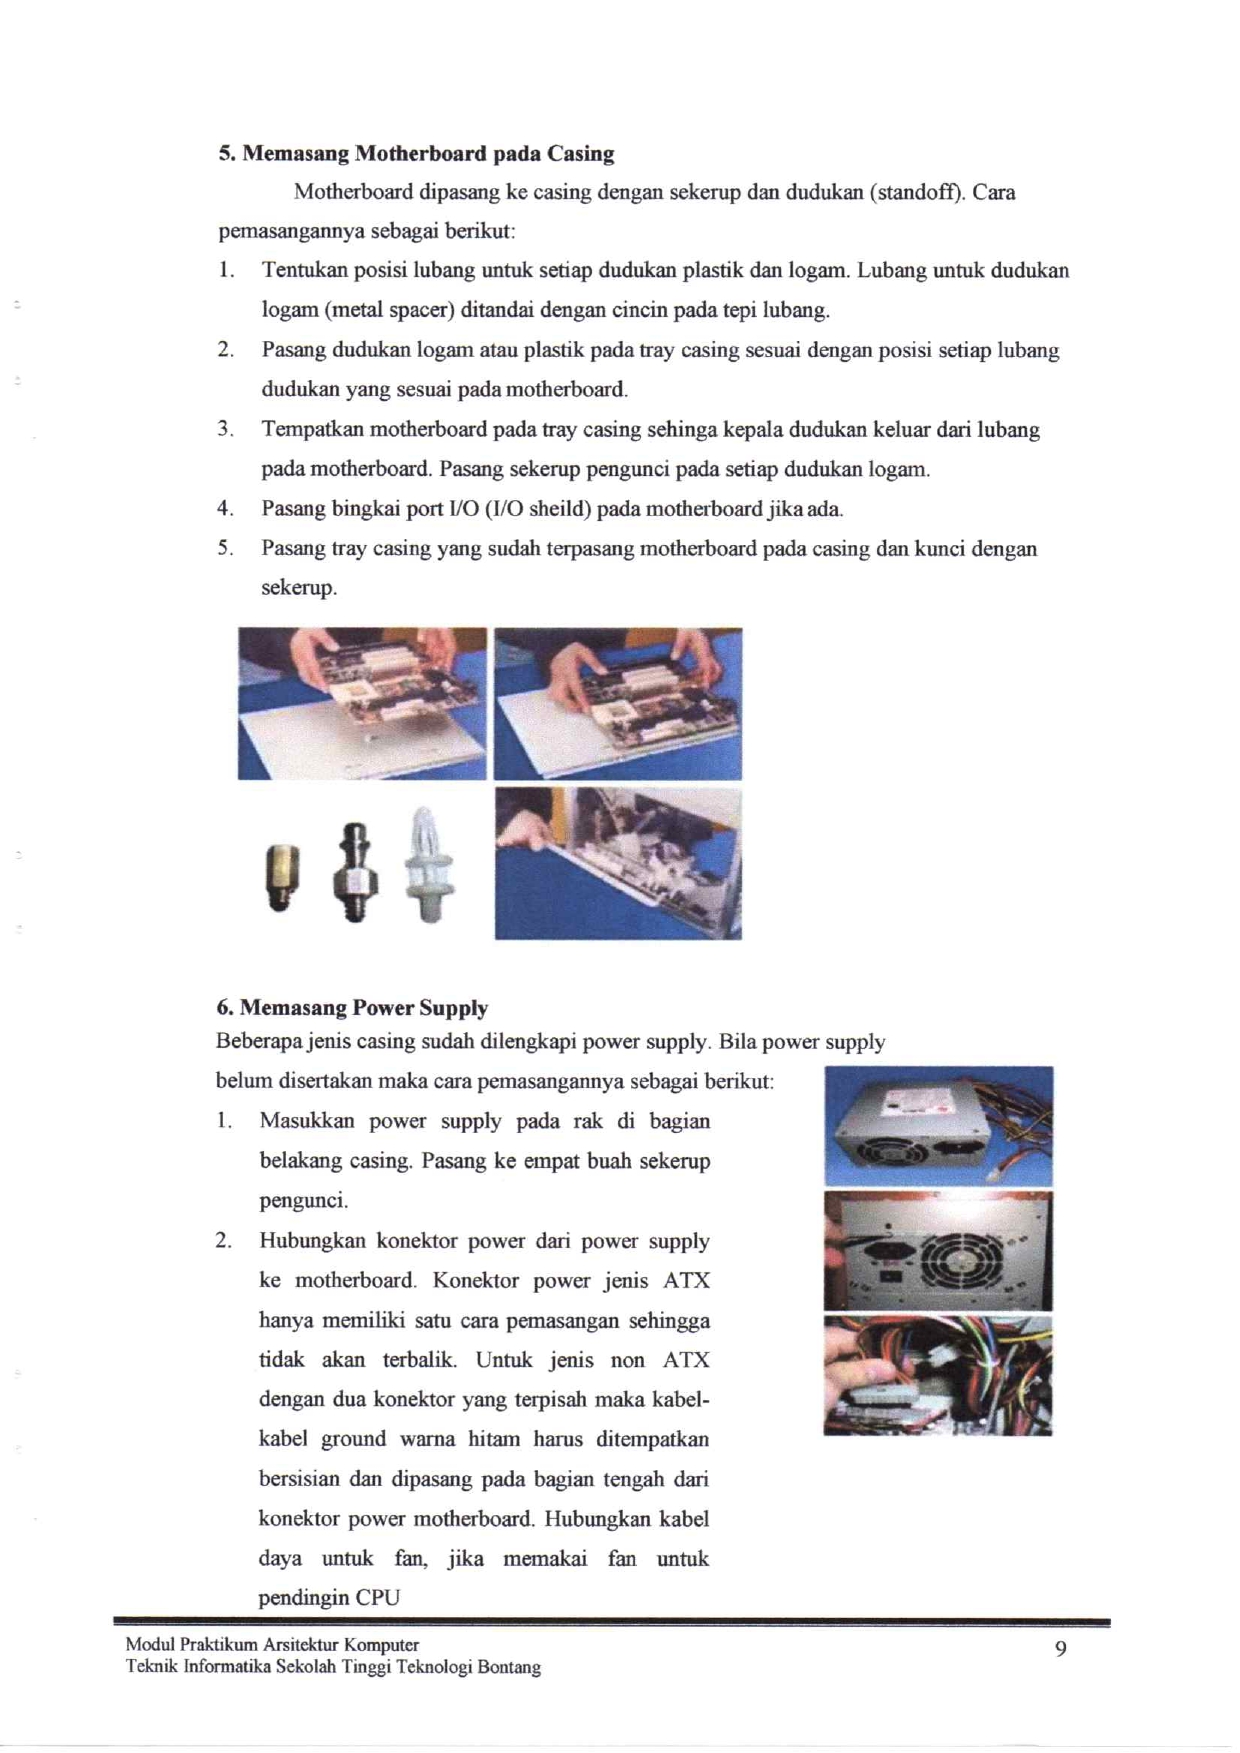 5. Memasang Motherboard pada Casing
Motherboard dipasang ke casing dengan sekerup dan dudukan (standoff). Cara
pemasangannya sebagai berikut:
1. Tentukan posisi lubang untuk setiap dudukan plastik dan logam. Lubang untuk dudukan
logam (metal spacer) ditandai dengan cincin pada tepi lubang.
2. Pasang dudukan logam atau plastik pada tray casing sesuai dengan posisi setiap lubang
dudukan yang sesuai pada motherboard.
3. Tempatkan motherboard pada tray casing sehinga kepala dudukan keluar dari lubang
pada motherboard. Pasang sekerup pengunci pada setiap dudukan logam.
4. Pasang bingkai port I/O (I/O sheild) pada motherboard jika ada.
5. Pasang tray casing yang sudah terpasang motherboard pada casing dan kunci dengan
sekerup.
6. Memasang Power Supply
Beberapa jenis casing sudah dilengkapi power supply. Bila power supply
belum disertakan maka cara pemasangannya sebagai berikut:
1. Masukkan power supply pada rak di bagian
belakang casing. Pasang ke empat buah sekerup
pengunci.
2. Hubungkan konektor power dari power supply
ke motherboard. Konektor power jenis ATX
hanya memiliki satu cara pemasangan sehingga
tidak akan terbalik. Untuk jenis non ATX
dengan dua konektor yang terpisah maka kabel-
kabel ground warna hitam harus ditempatkan
bersisian dan dipasang pada bagian tengah dari
konektor power motherboard. Hubungkan kabel
daya untuk fan, jika memakai fan untuk
pendingin CPU
Modul Praktikum Arsitektur Komputer
Teknik Informatika Sekolah Tinggi Teknologi Bontang
9